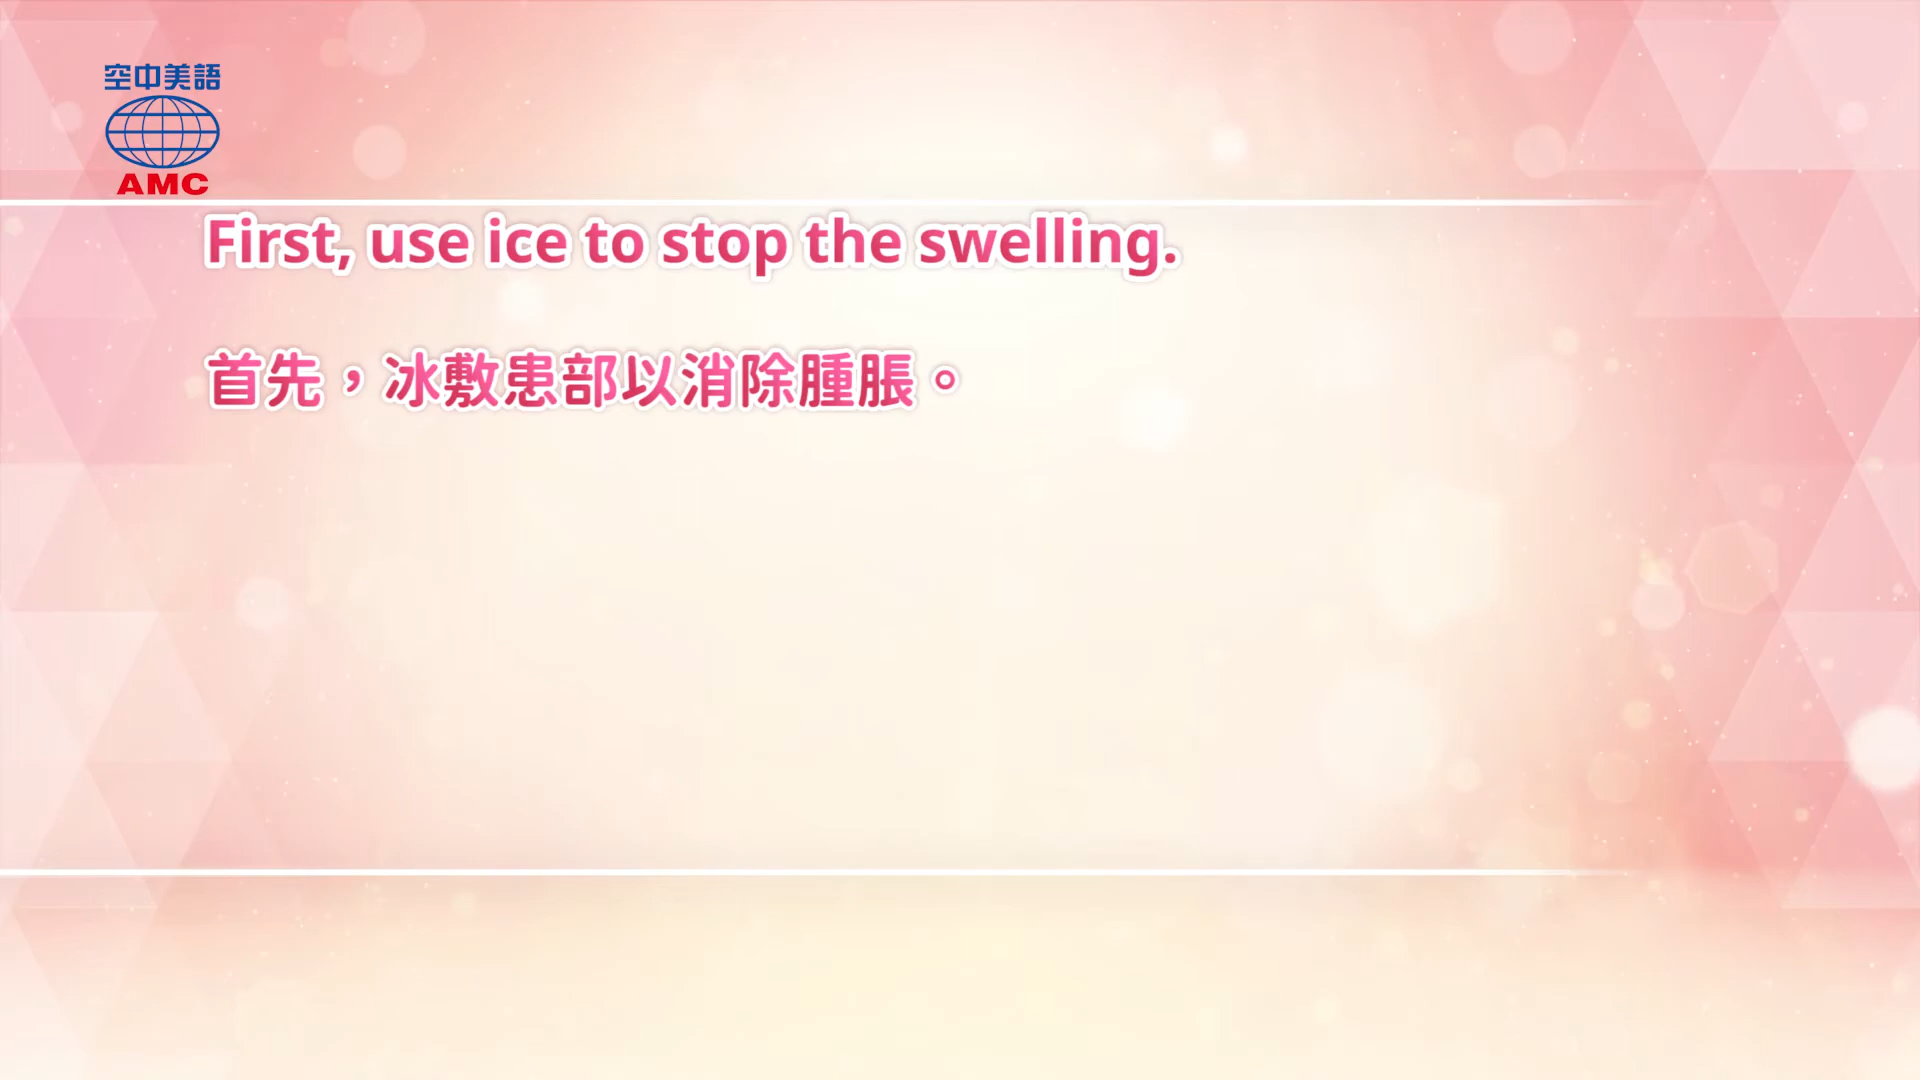 空中美語
AMC
First, use ice to stop the swelling.
首先，冰敷患部以消除腫脹。